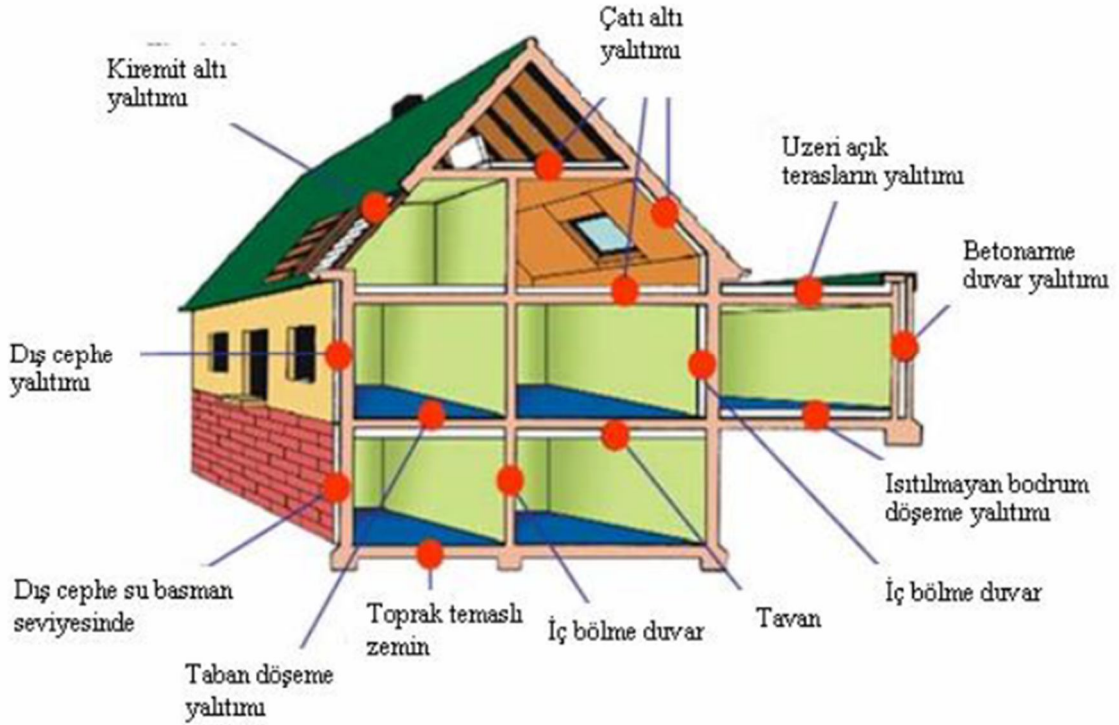 Çatı altı
yalıtımı
Kiremit altı
yalıtımı
Uzeri açık
terasların yalıtımı
Betonarme
duvar yalıtımı
Dış cephe
yalıtımı
Isıtılmayan bodrum
döşeme yalıtımı
Dış cephe su basman
seviyesinde
Toprak temaslı
zemin
İç bölme duvar
Tavan
İç bölme duvar
Taban döşeme
yalıtımı